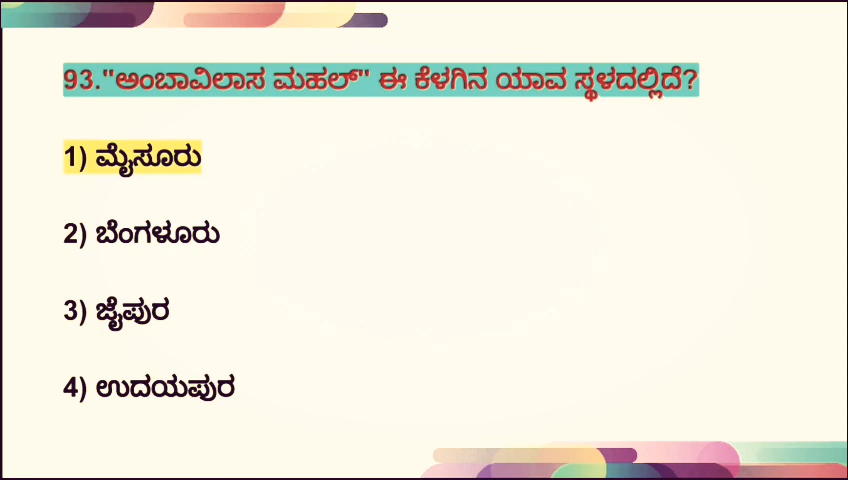 93."ಅಂಬಾವಿಲಾಸ ಮಹಲ್" ಈ ಕೆಳಗಿನ ಯಾವ ಸ್ಥಳದಲ್ಲಿದೆ?
1) ಮೈಸೂರು
2) ಬೆಂಗಳೂರು
3) ಜೈಪುರ
4) ಉದಯಪುರ